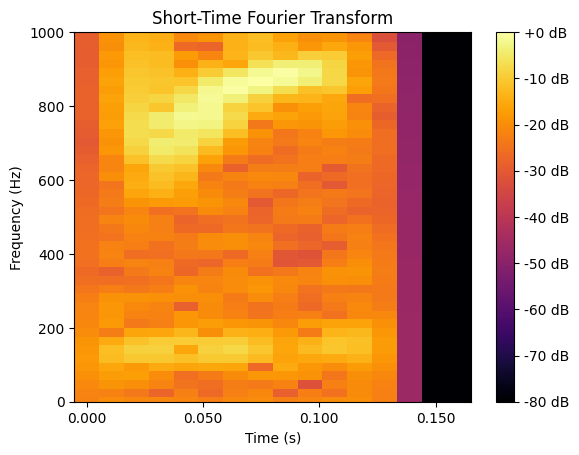 Short-Time Fourier Transform
1000
800
600
400
200
0
Frequency (Hz)
0.000
0.050
0.100
0.150
Time (s)
+0 dB
-10 dB
-20 dB
-30 dB
-40 dB
-50 dB
-60 dB
-70 dB
-80 dB